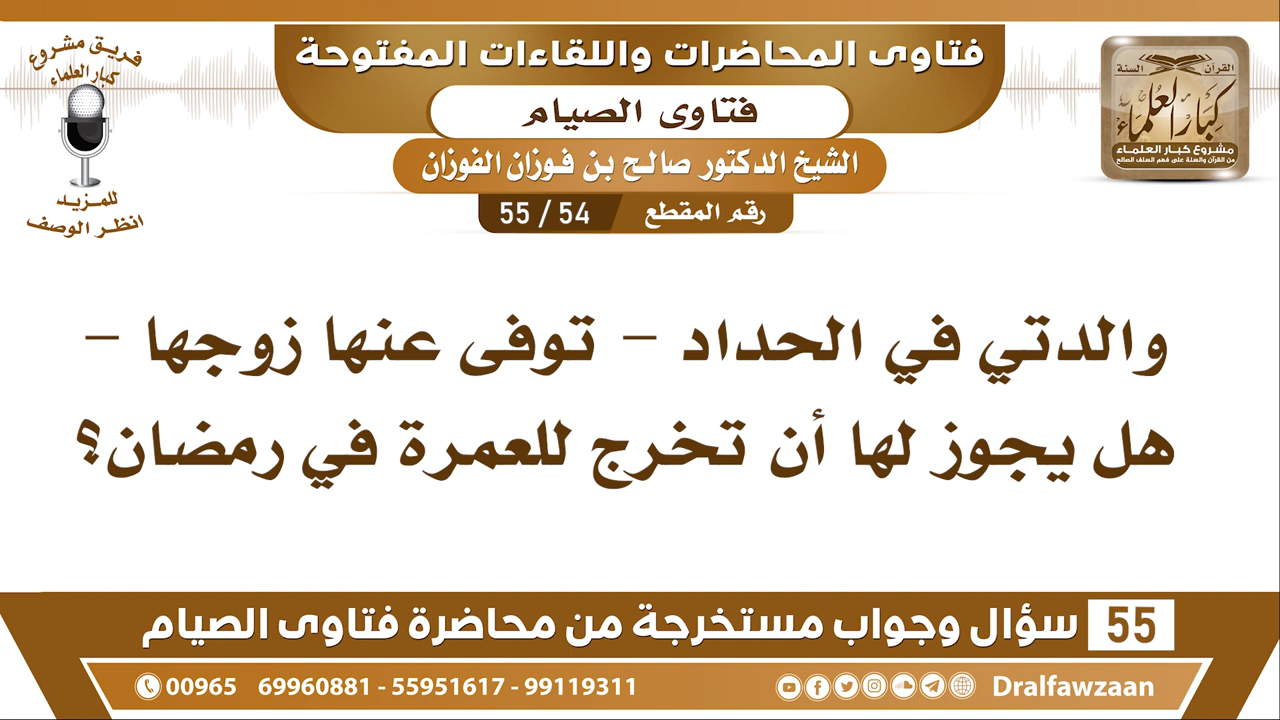 فتاوى المحاضرات واللقاءات المفتوحة
فتاوى الصيام
الشيخ الدكتور صالح بن فوزان الفوزان
رقم المقطع 54 / 55
فريق مشروع
كبار العلماء
للمزيد
انظر الوصف
القرآن السنة
كبار العلماء
مشروع كبار العلماء
من القرآن والسنة على فهم السلف الصالح
والدتي في الحداد - توفى عنها زوجها -
هل يجوز لها أن تخرج للعمرة في رمضان؟
55 سؤال وجواب مستخرجة من محاضرة فتاوى الصيام
00965 69960881 - 55951617 - 99119311
Dralfawzaan